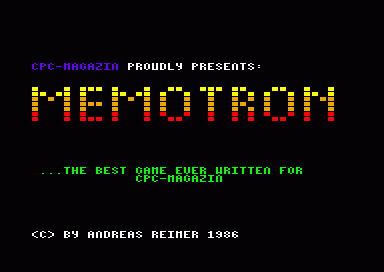 CPC-MAGAZIN PROUDLY PRESENTS:
MEMOTRON
...THE BEST GAME EVER WRITTEN FOR
CPC-MAGAZIN
<C> BY ANDREAS REIMER 1986